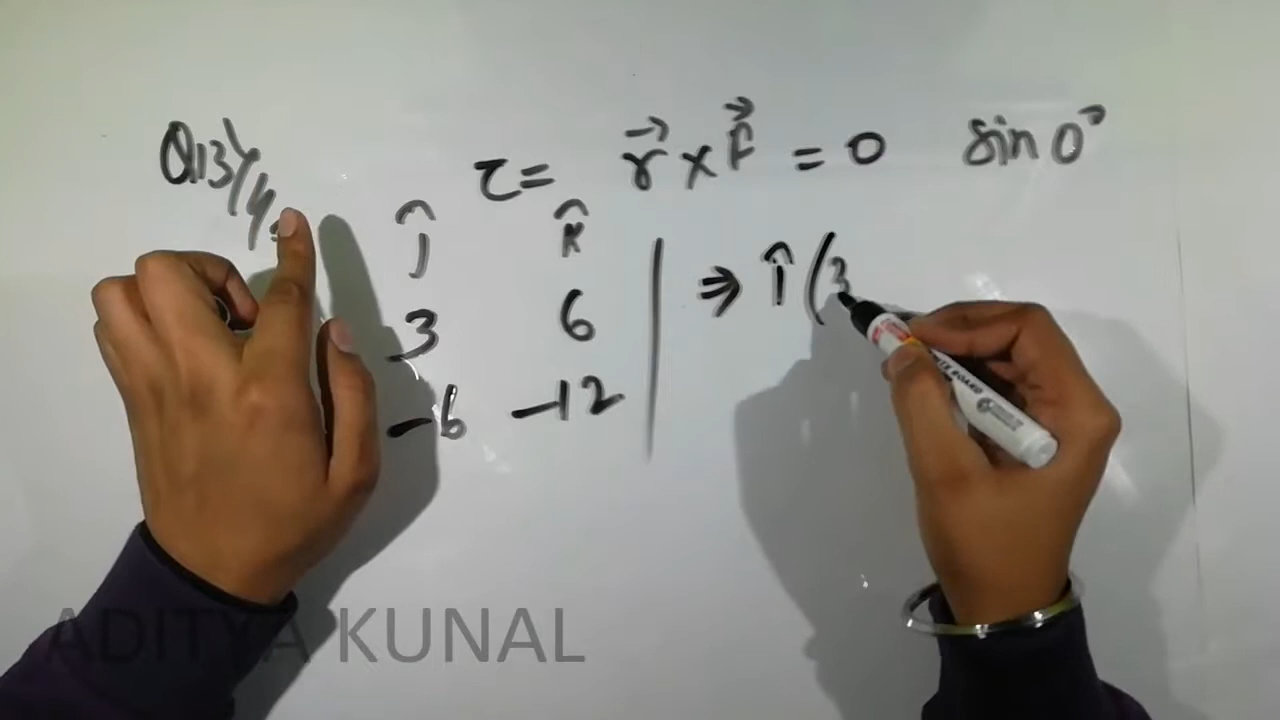 Q13/4.
τ = r⃗ × F⃗ = 0 sin 0°
ĵ k̂
3 6 ⇒ î (3
-6 -12
ADITYA KUNAL